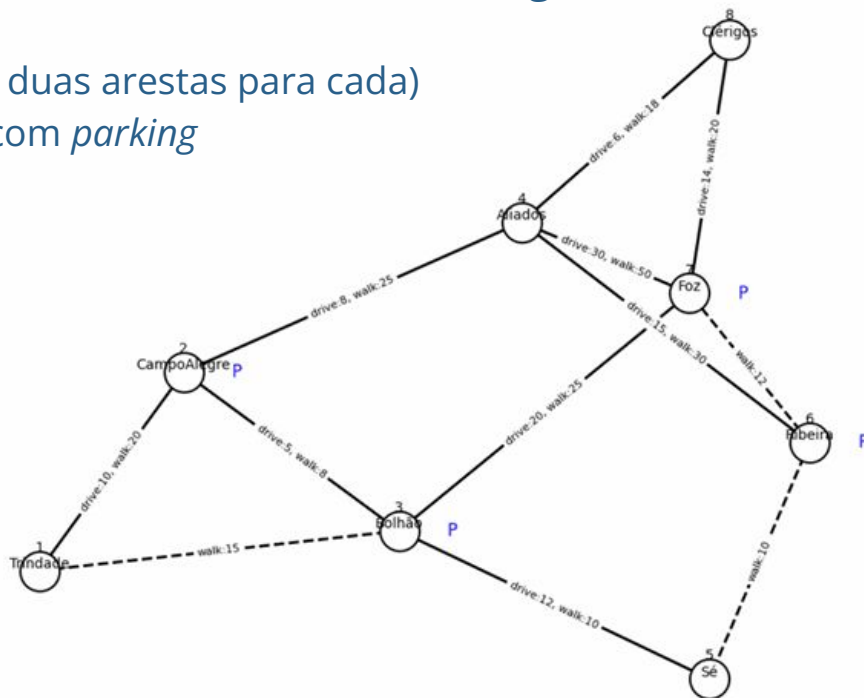 duas arestas para cada)
com parking
8
Clérigos
drive:6, walk:18
drive:14, walk:20
4
Aliados
drive:30, walk:50
7
Foz
P
drive:8, walk:25
drive:15, walk:30
2
CampoAlegre
P
walk:12
drive:20, walk:25
6
Ribeira
drive:5, walk:8
drive:10, walk:20
3
Bolhão
P
1
Trindade
walk:15
walk:10
drive:12, walk:10
5
Sé